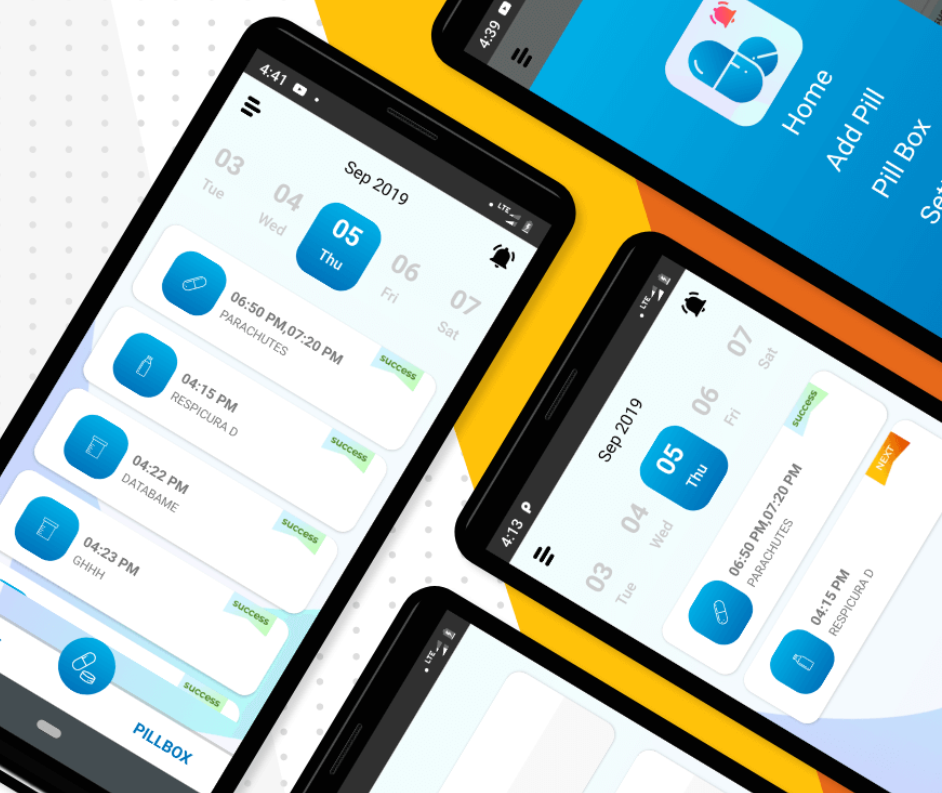 4:41
Sep 2019
03
Tue
04
Wed
05
Thu
06
Fri
07
Sat
LTE
06:50 PM,07:20 PM
PARACHUTES
success
04:15 PM
RESPICURA D
success
04:22 PM
DATABAME
success
04:23 PM
GHHH
success
success
PILLBOX
4:39
Home
Add Pill
Pill Box
4:13
LTE
Sep 2019
03
Tue
04
Wed
05
Thu
06
Fri
07
Sat
06:50 PM,07:20 PM
PARACHUTES
success
04:15 PM
RESPICURA D
NEXT
LTE